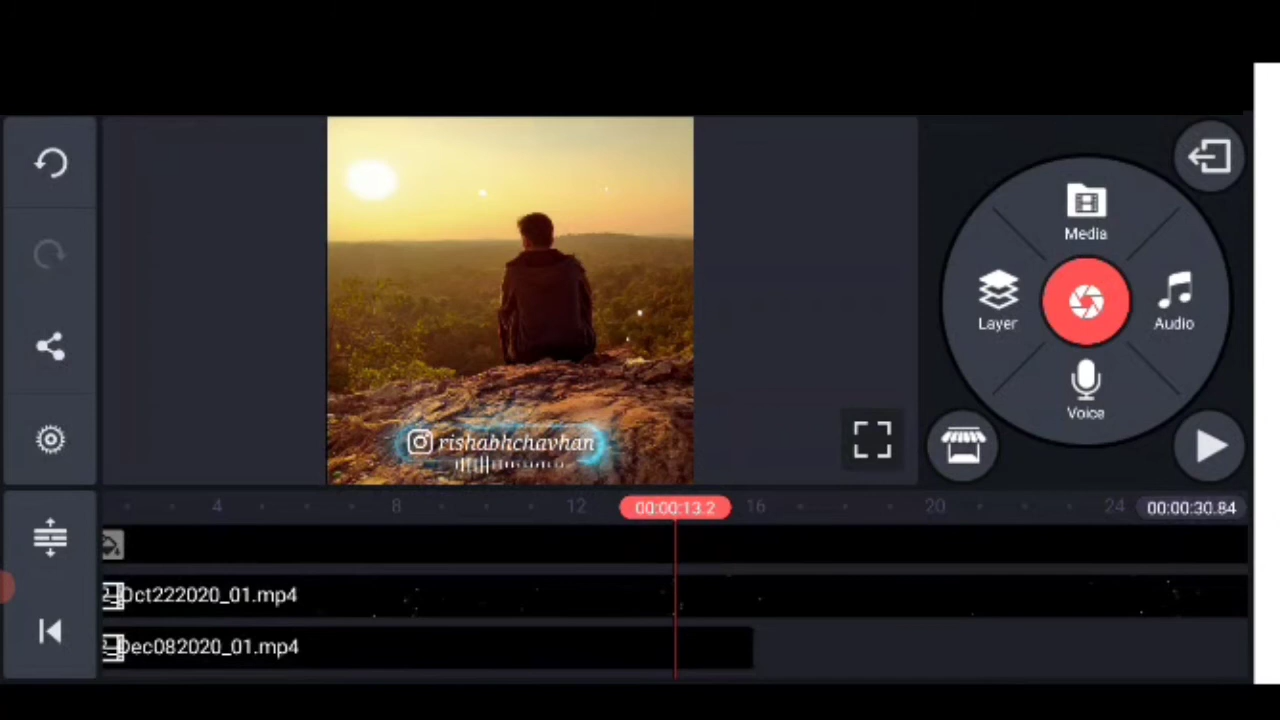 Media
Layer
Audio
Voice
rishabhchavhan
4
8
12
00:00:13.2
16
20
24
00:00:30.84
Oct222020_01.mp4
Dec082020_01.mp4